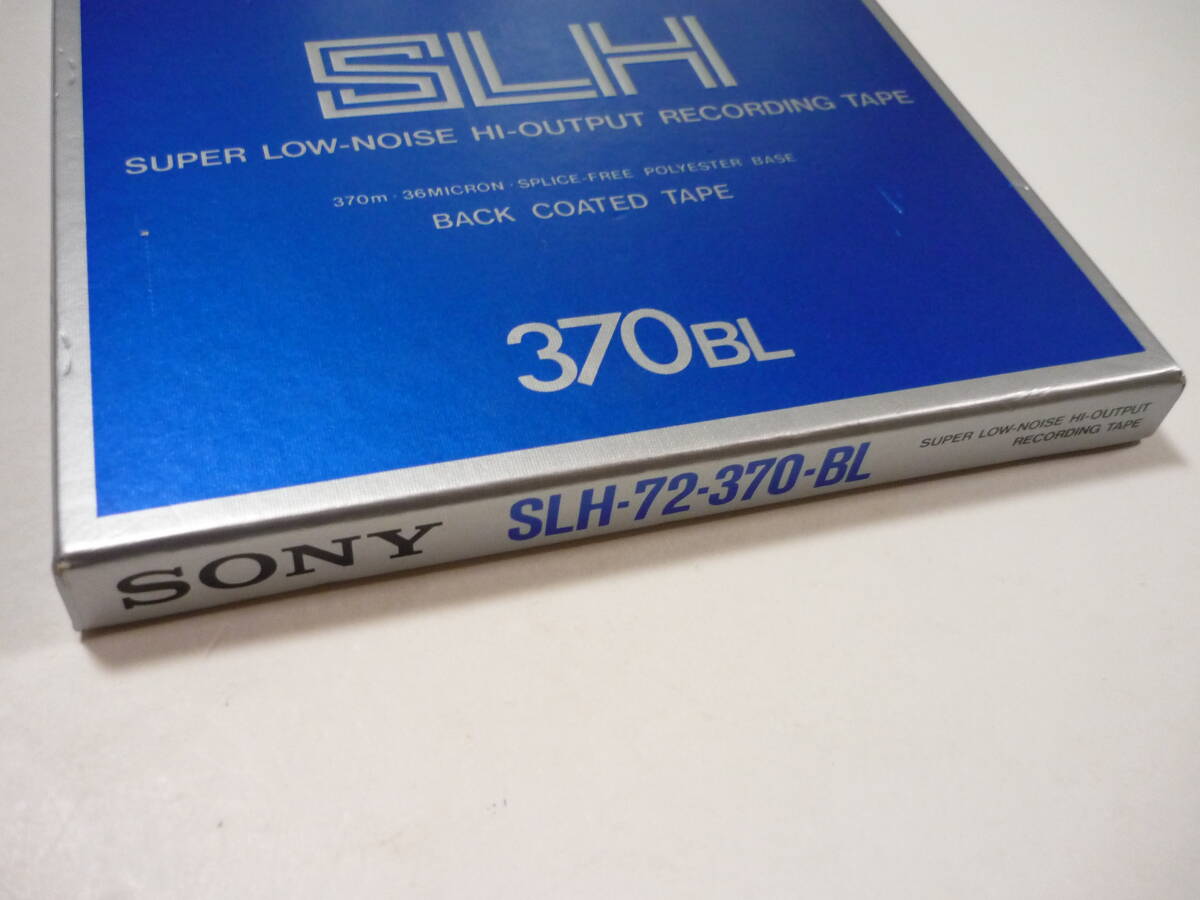 SLH
SUPER LOW-NOISE HI-OUTPUT RECORDING TAPE
370m · 36MICRON · SPLICE-FREE POLYESTER BASE
BACK COATED TAPE
370BL
SONY SLH-72-370-BL
SUPER LOW-NOISE HI-OUTPUT
RECORDING TAPE